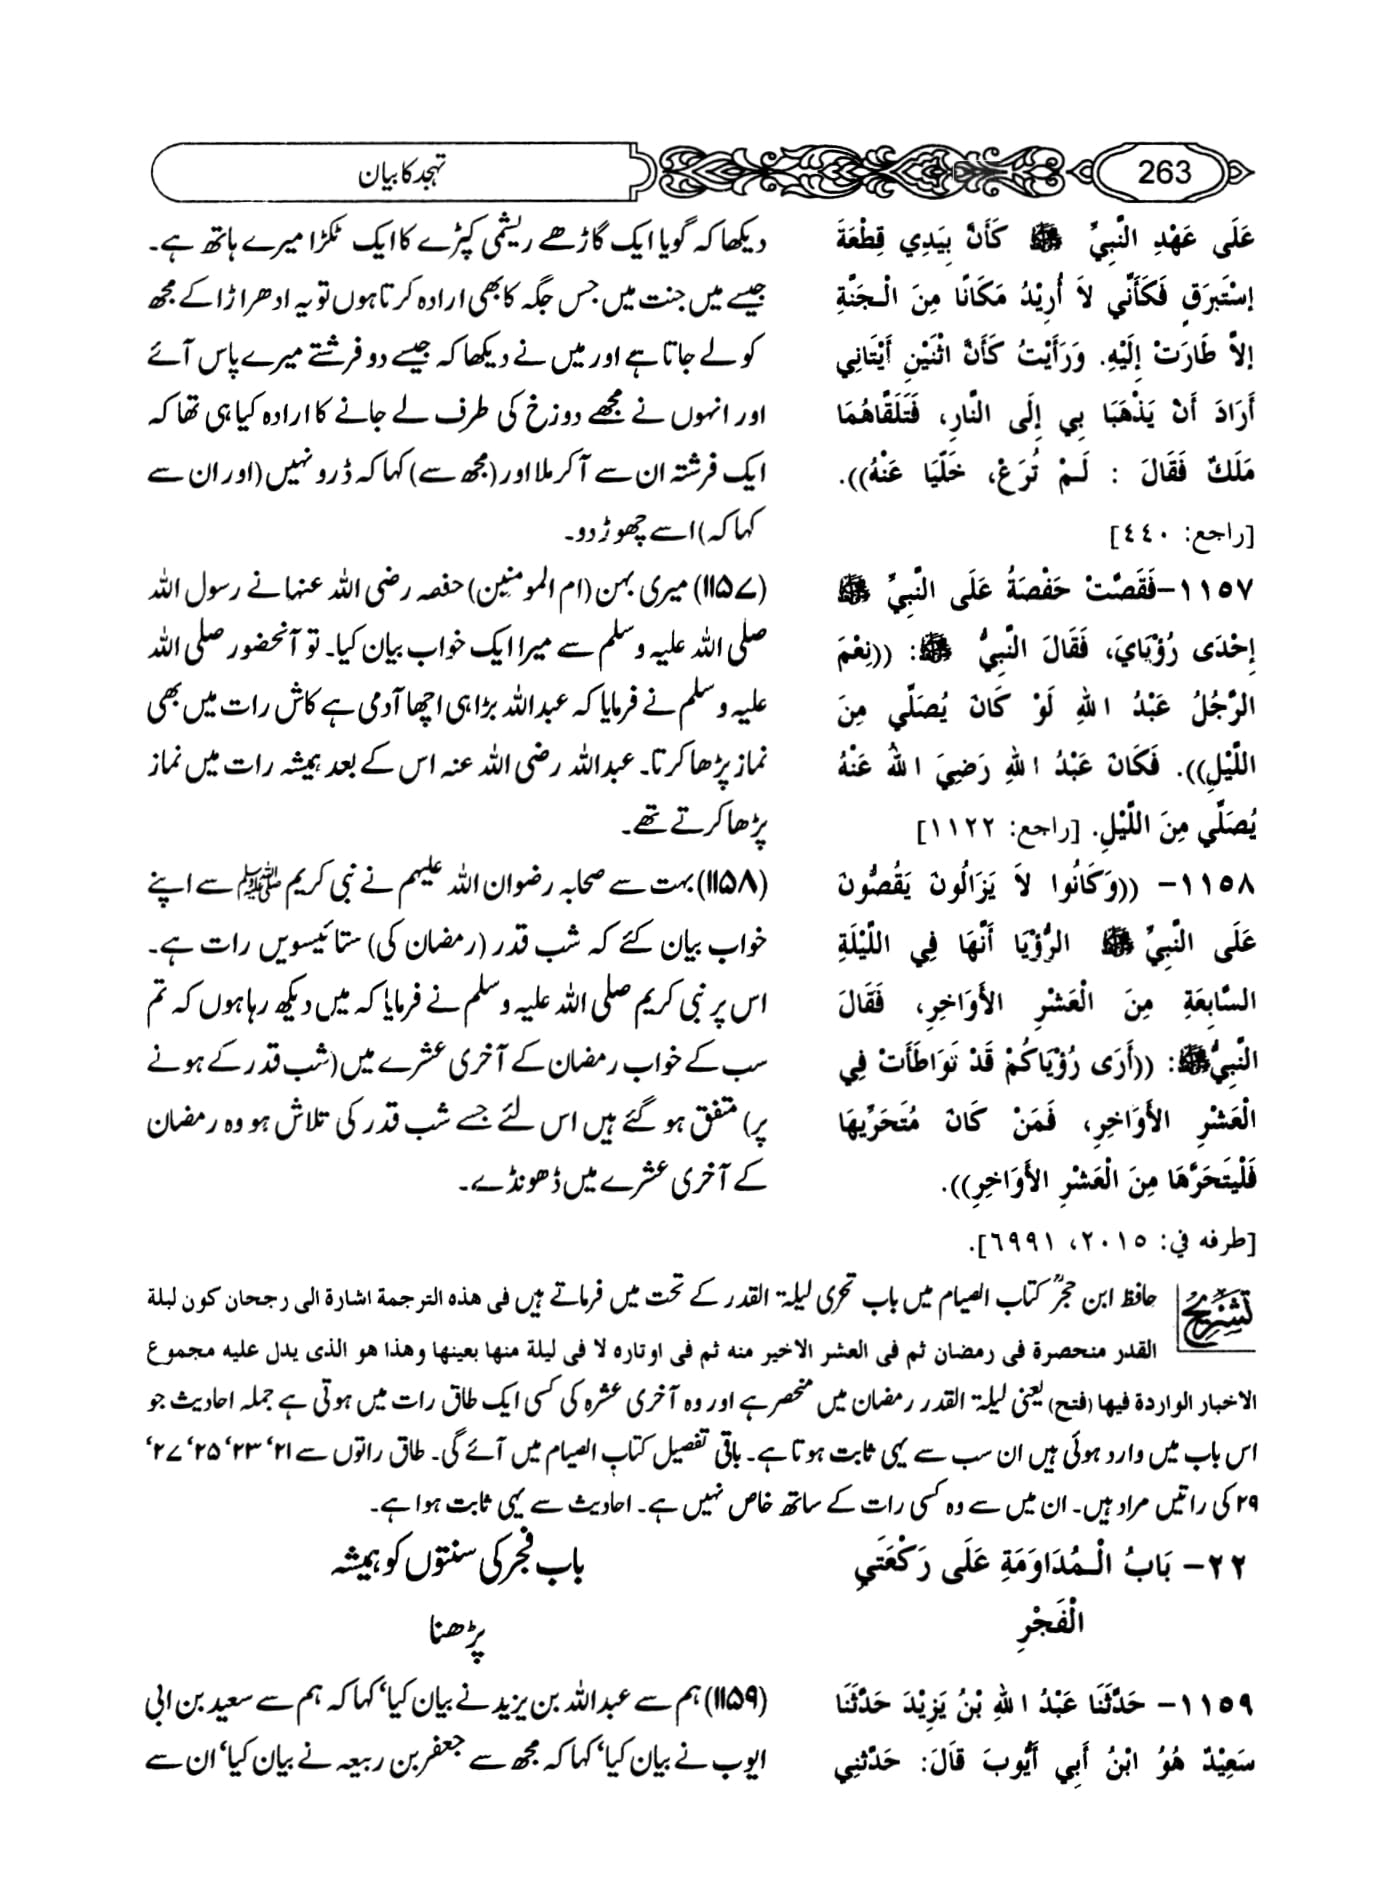 263
تہجد کا بیان
عَلَى عَهْدِ النَّبِيِّ ﷺ كَأَنَّ بِيَدِي قِطْعَةَ
إِسْتَبرَقٍ فَكَأَنِّي لاَ أُرِيْدُ مَكَانًا مِنَ الْـجَنَّةِ
إِلاَّ طَارَتْ إِلَيْهِ. وَرَأَيْتُ كَأَنَّ اثْنَيْنِ أَيْتَانِي
أَرَادَ أَنْ يَذْهَبَا بِي إِلَى النَّارِ، فَتَلَقَّاهُمَا
مَلَكٌ فَقَالَ : لَـمْ تُرَعْ، خَلِّيَا عَنْهُ)).
[راجع: ٤٤٠]
١١٥٧-فَقَصَّتْ حَفْصَةُ عَلَى النَّبِيِّ ﷺ
إِحْدَى رُؤْيَايَ، فَقَالَ النَّبِيُّ ﷺ: ((نِعْمَ
الرَّجُلُ عَبْدُ اللهِ لَوْ كَانَ يُصَلِّي مِنَ
اللَّيْلِ)). فَكَانَ عَبْدُ اللهِ رَضِيَ اللهُ عَنْهُ
يُصَلِّي مِنَ اللَّيْلِ. [راجع: ١١٢٢]
١١٥٨- ((وَكَانُوا لاَ يَزَالُونَ يَقُصُّونَ
عَلَى النَّبِيِّ ﷺ الرُّؤْيَا أَنَّهَا فِي اللَّيْلَةِ
السَّابِعَةِ مِنَ الْعَشْرِ الأَوَاخِرِ، فَقَالَ
النَّبِيُّ ﷺ: ((أَرَى رُؤْيَاكُمْ قَدْ تَوَاطَأَتْ فِي
الْعَشْرِ الأَوَاخِرِ، فَمَنْ كَانَ مُتَحَرِّيهَا
فَلْيَتَحَرَّهَا مِنَ الْعَشْرِ الأَوَاخِرِ)).
[طرفه في: ٢٠١٥، ٦٩٩١].
دیکھا کہ گویا ایک گاڑھے ریشمی کپڑے کا ایک ٹکڑا میرے ہاتھ ہے۔
جیسے میں جنت میں جس جگہ کا بھی ارادہ کرتا ہوں تو یہ ادھر اڑا کے مجھ
کو لے جاتا ہے اور میں نے دیکھا کہ جیسے دو فرشتے میرے پاس آئے
اور انہوں نے مجھے دوزخ کی طرف لے جانے کا ارادہ کیا ہی تھا کہ
ایک فرشتہ ان سے آ کر ملا اور (مجھ سے) کہا کہ ڈرو نہیں (اور ان سے
کہا کہ) اسے چھوڑ دو۔
(۱۱۵۷) میری بہن (ام المومنین) حفصہ رضی اللہ عنہا نے رسول اللہ
صلی اللہ علیہ وسلم سے میرا ایک خواب بیان کیا۔ تو آنحضور صلی اللہ
علیہ وسلم نے فرمایا کہ عبداللہ بڑا ہی اچھا آدمی ہے کاش رات میں بھی
نماز پڑھا کرتا۔ عبداللہ رضی اللہ عنہ اس کے بعد ہمیشہ رات میں نماز
پڑھا کرتے تھے۔
(۱۱۵۸) بہت سے صحابہ رضوان اللہ علیہم نے نبی کریم ﷺ سے اپنے
خواب بیان کئے کہ شب قدر (رمضان کی) ستائیسویں رات ہے۔
اس پر نبی کریم صلی اللہ علیہ وسلم نے فرمایا کہ میں دیکھ رہا ہوں کہ تم
سب کے خواب رمضان کے آخری عشرے میں (شب قدر کے ہونے
پر) متفق ہو گئے ہیں اس لئے جسے شب قدر کی تلاش ہو وہ رمضان
کے آخری عشرے میں ڈھونڈے۔
تشریح
حافظ ابن حجرؒ کتاب الصیام میں باب تحری لیلۃ القدر کے تحت میں فرماتے ہیں فی هذه الترجمة اشارة الی رجحان کون لبلة
القدر منحصرة فی رمضان ثم فی العشر الاخیر منه ثم فی اوتاره لا فی لیلة منها بعینها وهذا هو الذی یدل علیه مجموع
الاخبار الواردة فیها (فتح) یعنی لیلۃ القدر رمضان میں منحصر ہے اور وہ آخری عشرہ کی کسی ایک طاق رات میں ہوتی ہے جملہ احادیث جو
اس باب میں وارد ہوئی ہیں ان سب سے یہی ثابت ہوتا ہے۔ باقی تفصیل کتاب الصیام میں آئے گی۔ طاق راتوں سے ۲۱‘ ۲۳‘ ۲۵‘ ۲۷‘
۲۹ کی راتیں مراد ہیں۔ ان میں سے وہ کسی رات کے ساتھ خاص نہیں ہے۔ احادیث سے یہی ثابت ہوا ہے۔
٢٢- بَابُ الْـمُدَاوَمَةِ عَلَى رَكْعَتَيِ
الْفَجْرِ
باب فجر کی سنتوں کو ہمیشہ
پڑھنا
١١٥٩- حَدَّثَنَا عَبْدُ اللهِ بْنُ يَزِيْدَ حَدَّثَنَا
سَعِيْدٌ هُوَ ابْنُ أَبِي أَيُّوبَ قَالَ: حَدَّثَنِي
(۱۱۵۹) ہم سے عبداللہ بن یزید نے بیان کیا‘ کہا کہ ہم سے سعید بن ابی
ایوب نے بیان کیا‘ کہا کہ مجھ سے جعفر بن ربیعہ نے بیان کیا‘ ان سے